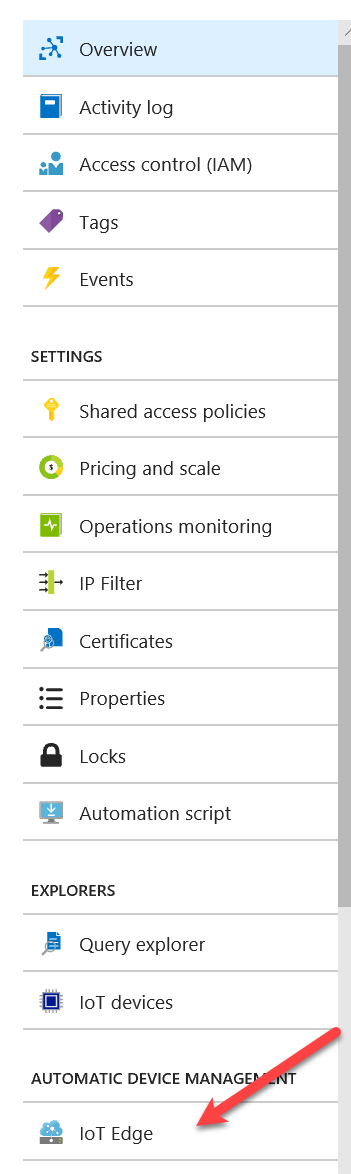 Overview
Activity log
Access control (IAM)
Tags
Events
SETTINGS
Shared access policies
Pricing and scale
Operations monitoring
IP Filter
Certificates
Properties
Locks
Automation script
EXPLORERS
Query explorer
IoT devices
AUTOMATIC DEVICE MANAGEMENT
IoT Edge